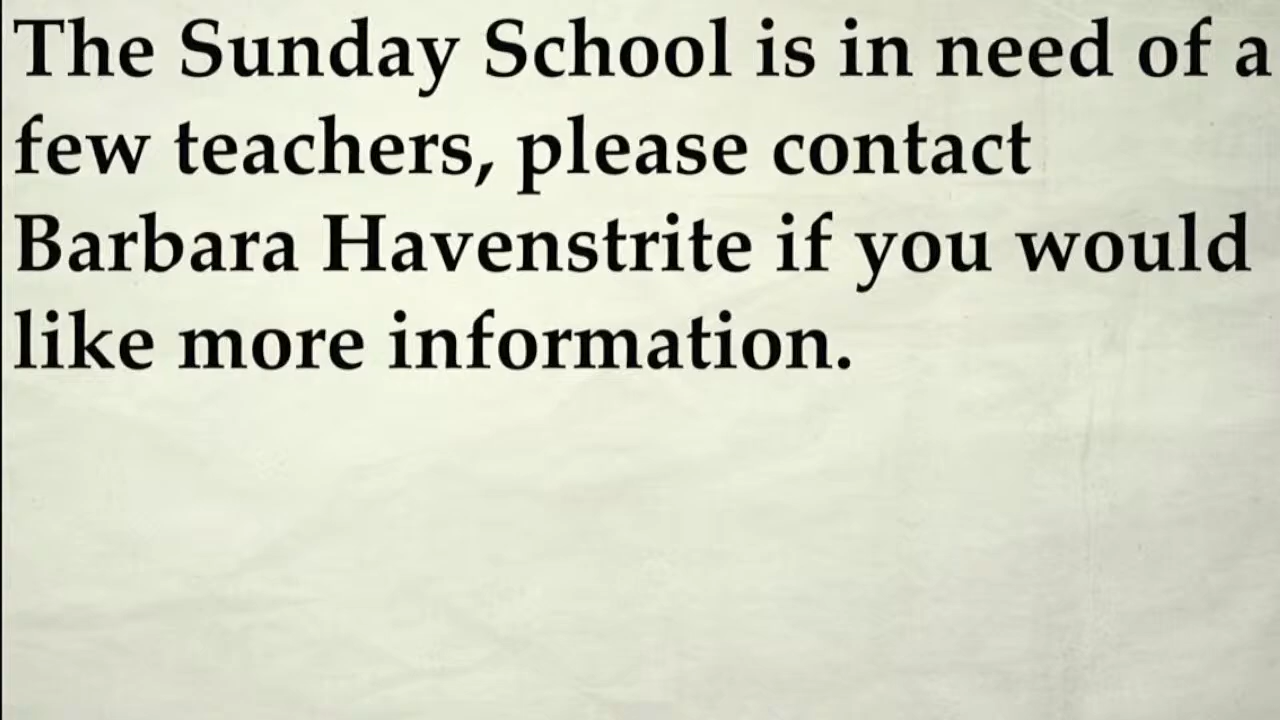 The Sunday School is in need of a
few teachers, please contact
Barbara Havenstrite if you would
like more information.